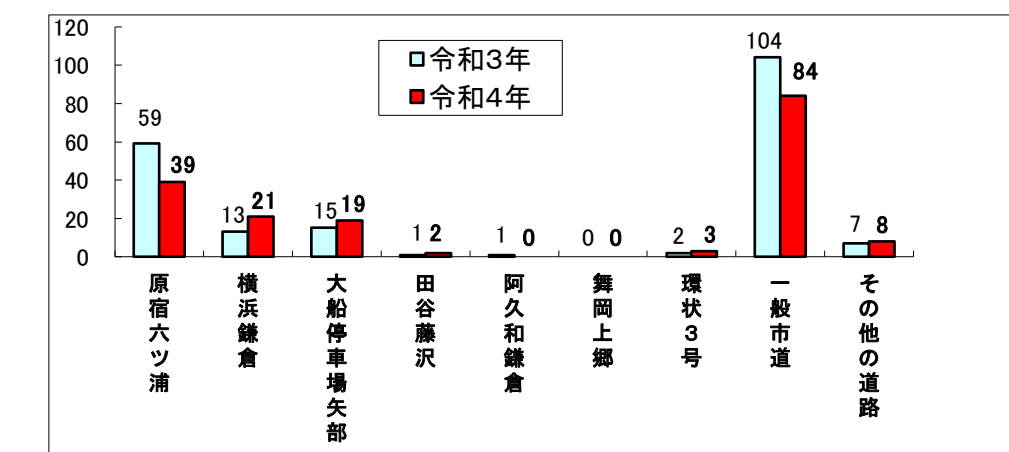 120
100
80
60
40
20
0
令和3年
令和4年
59
39
13
21
15
19
1
2
1
0
0
0
2
3
104
84
7
8
原宿六ツ浦
横浜鎌倉
大船停車場矢部
田谷藤沢
阿久和鎌倉
舞岡上郷
環状3号
一般市道
その他の道路